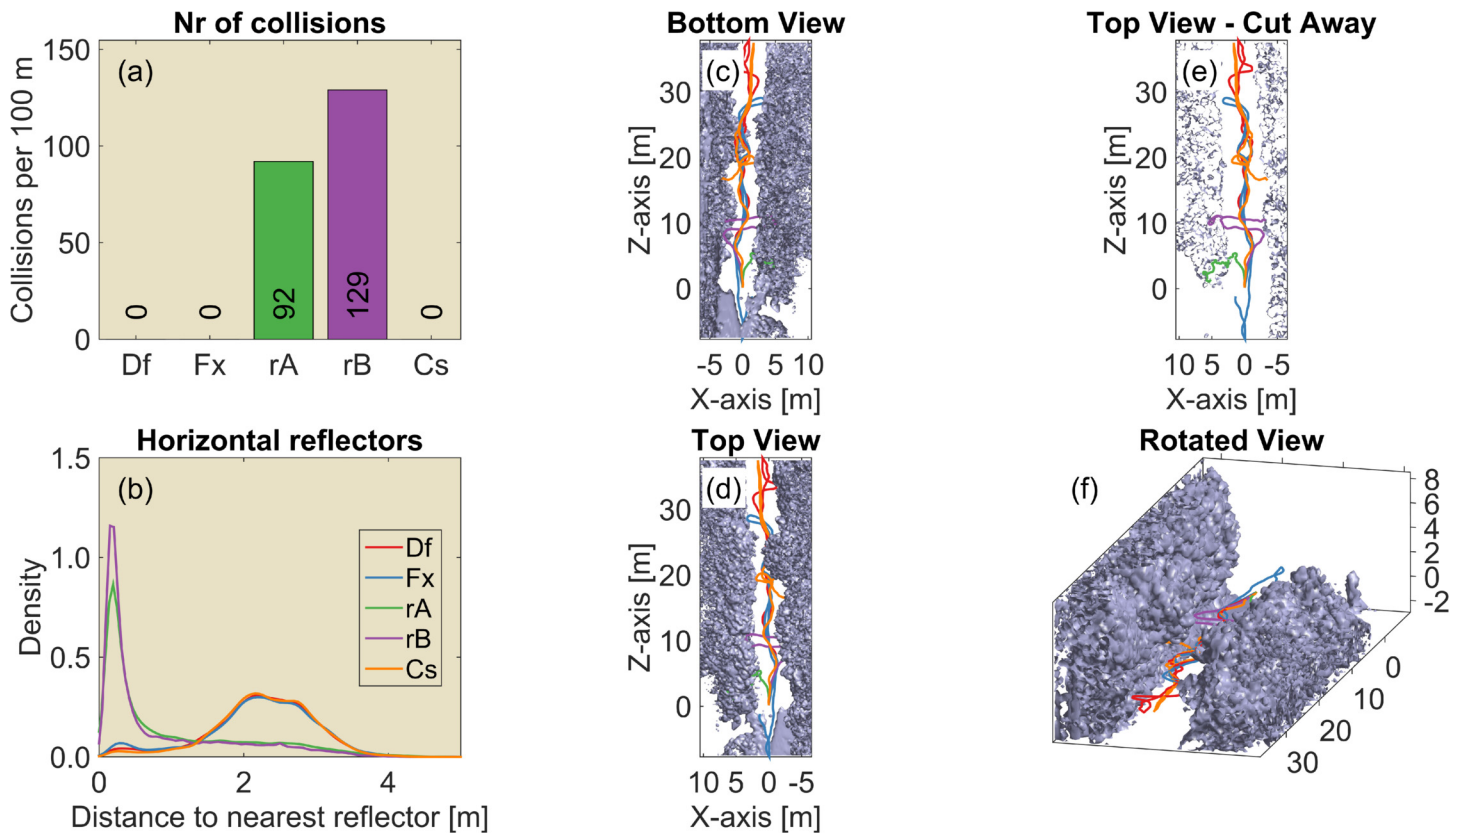 Nr of collisions
(a)
Collisions per 100 m
150
100
50
0
0
0
92
129
0
Df
Fx
rA
rB
Cs
Bottom View
(c)
Z-axis [m]
30
20
10
0
-5 0 5 10
X-axis [m]
Top View - Cut Away
(e)
Z-axis [m]
30
20
10
0
10 5 0 -5
X-axis [m]
Horizontal reflectors
(b)
Density
1.5
1.0
0.5
0.0
Df
Fx
rA
rB
Cs
0 2 4
Distance to nearest reflector [m]
Top View
(d)
Z-axis [m]
30
20
10
0
10 5 0 -5
X-axis [m]
Rotated View
(f)
8
6
4
2
0
-2
0
10
20
30